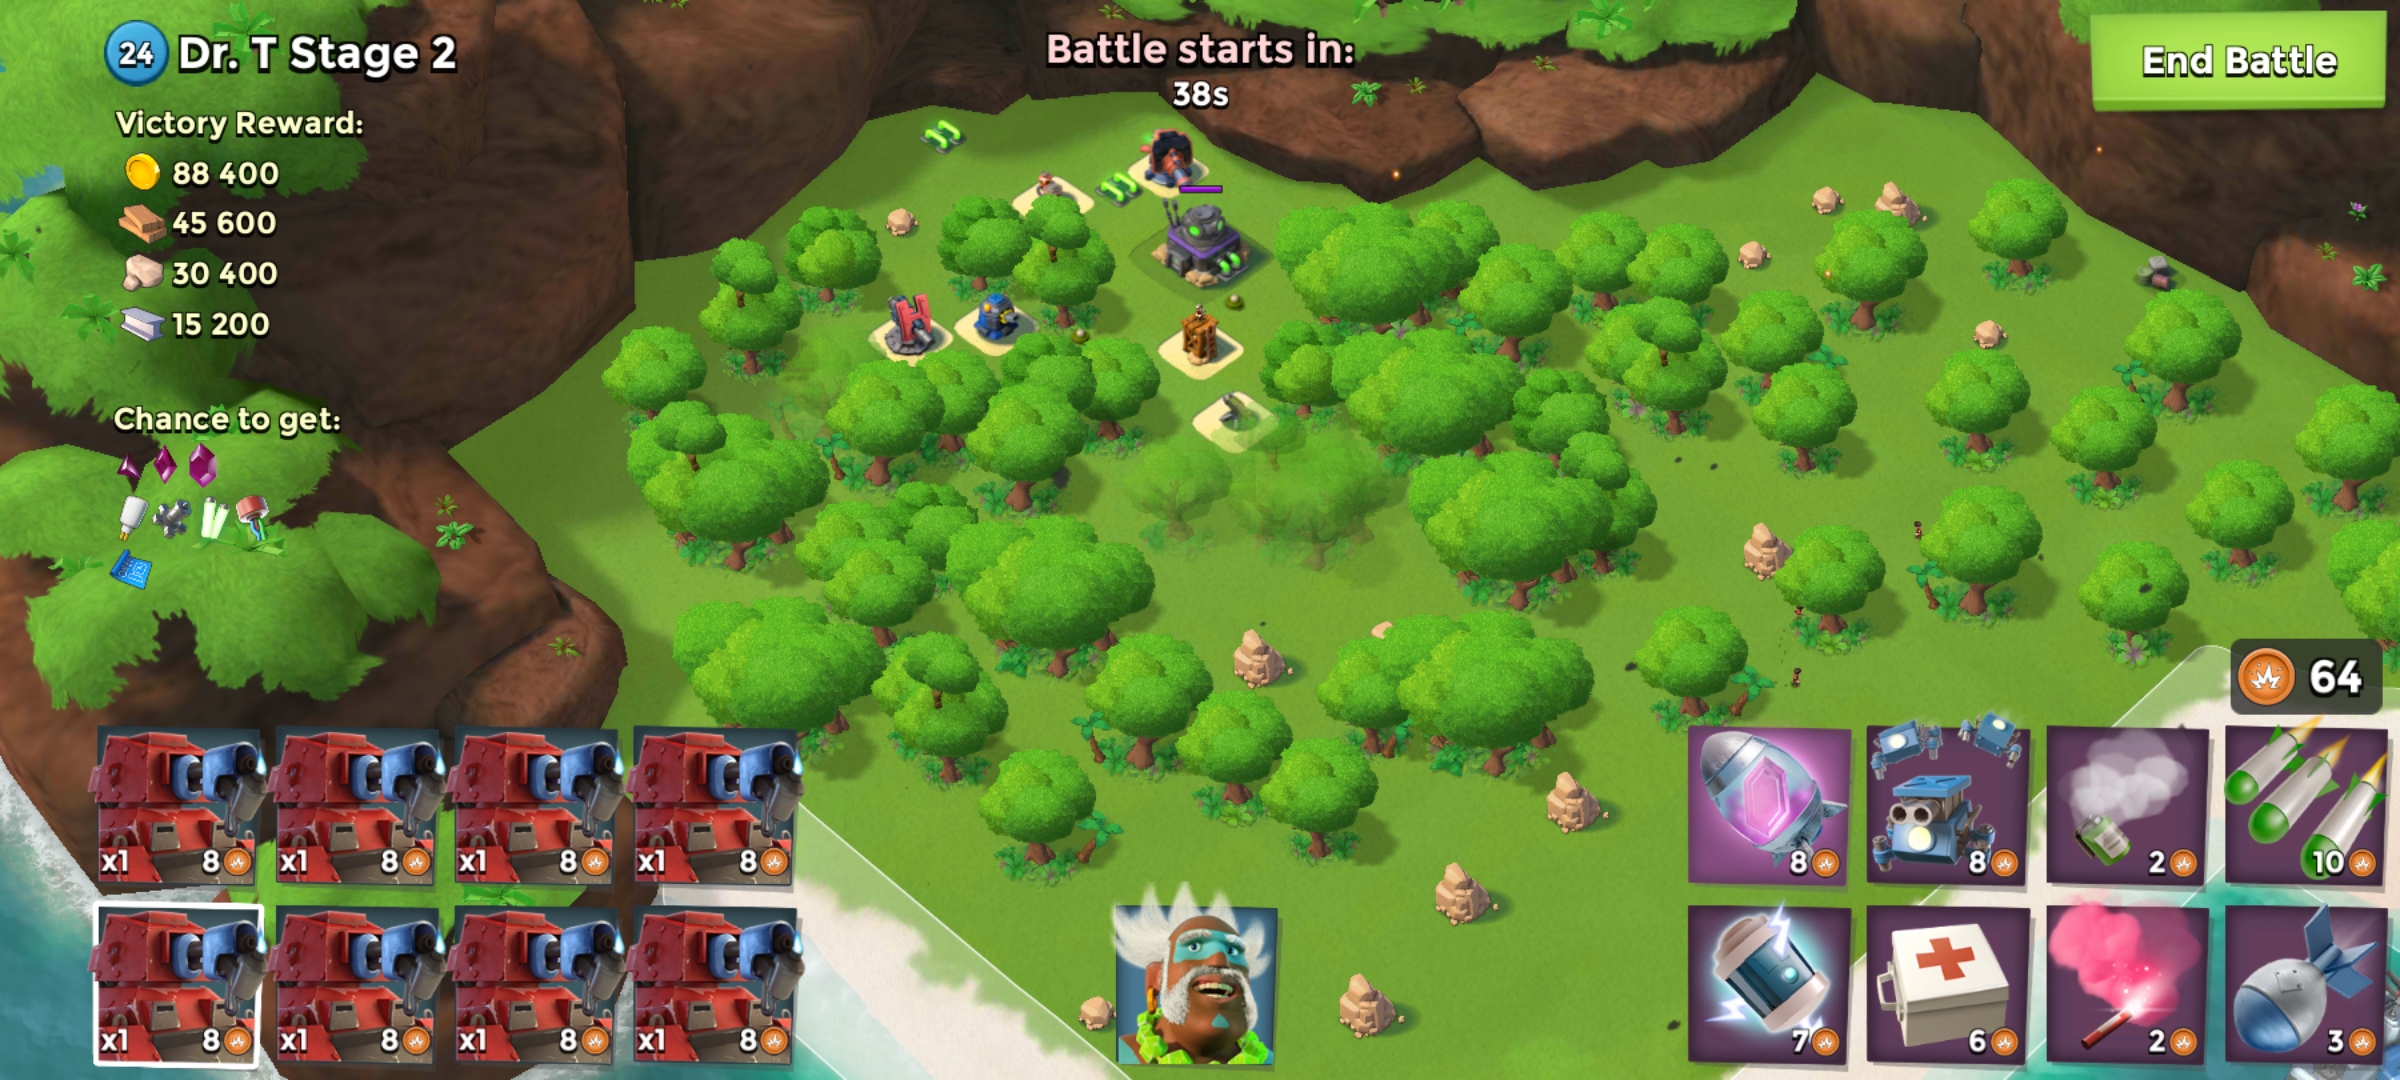 24 Dr. T Stage 2
Battle starts in:
38s
End Battle
Victory Reward:
88 400
45 600
30 400
15 200
Chance to get:
64
x1 8 x1 8 x1 8 x1 8
8 8 2 10
x1 8 x1 8 x1 8 x1 8
7 6 2 3